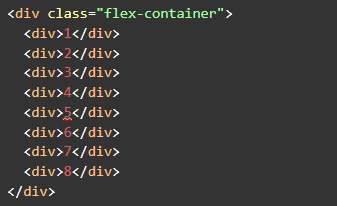 <div class="flex-container">
  <div>1</div>
  <div>2</div>
  <div>3</div>
  <div>4</div>
  <div>5</div>
  <div>6</div>
  <div>7</div>
  <div>8</div>
</div>